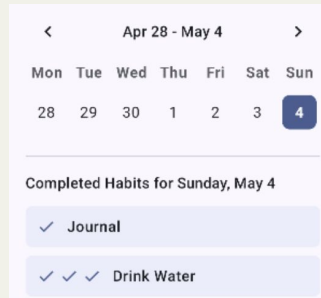 Apr 28 - May 4
Mon Tue Wed Thu Fri Sat Sun
28 29 30 1 2 3 4
Completed Habits for Sunday, May 4
Journal
Drink Water